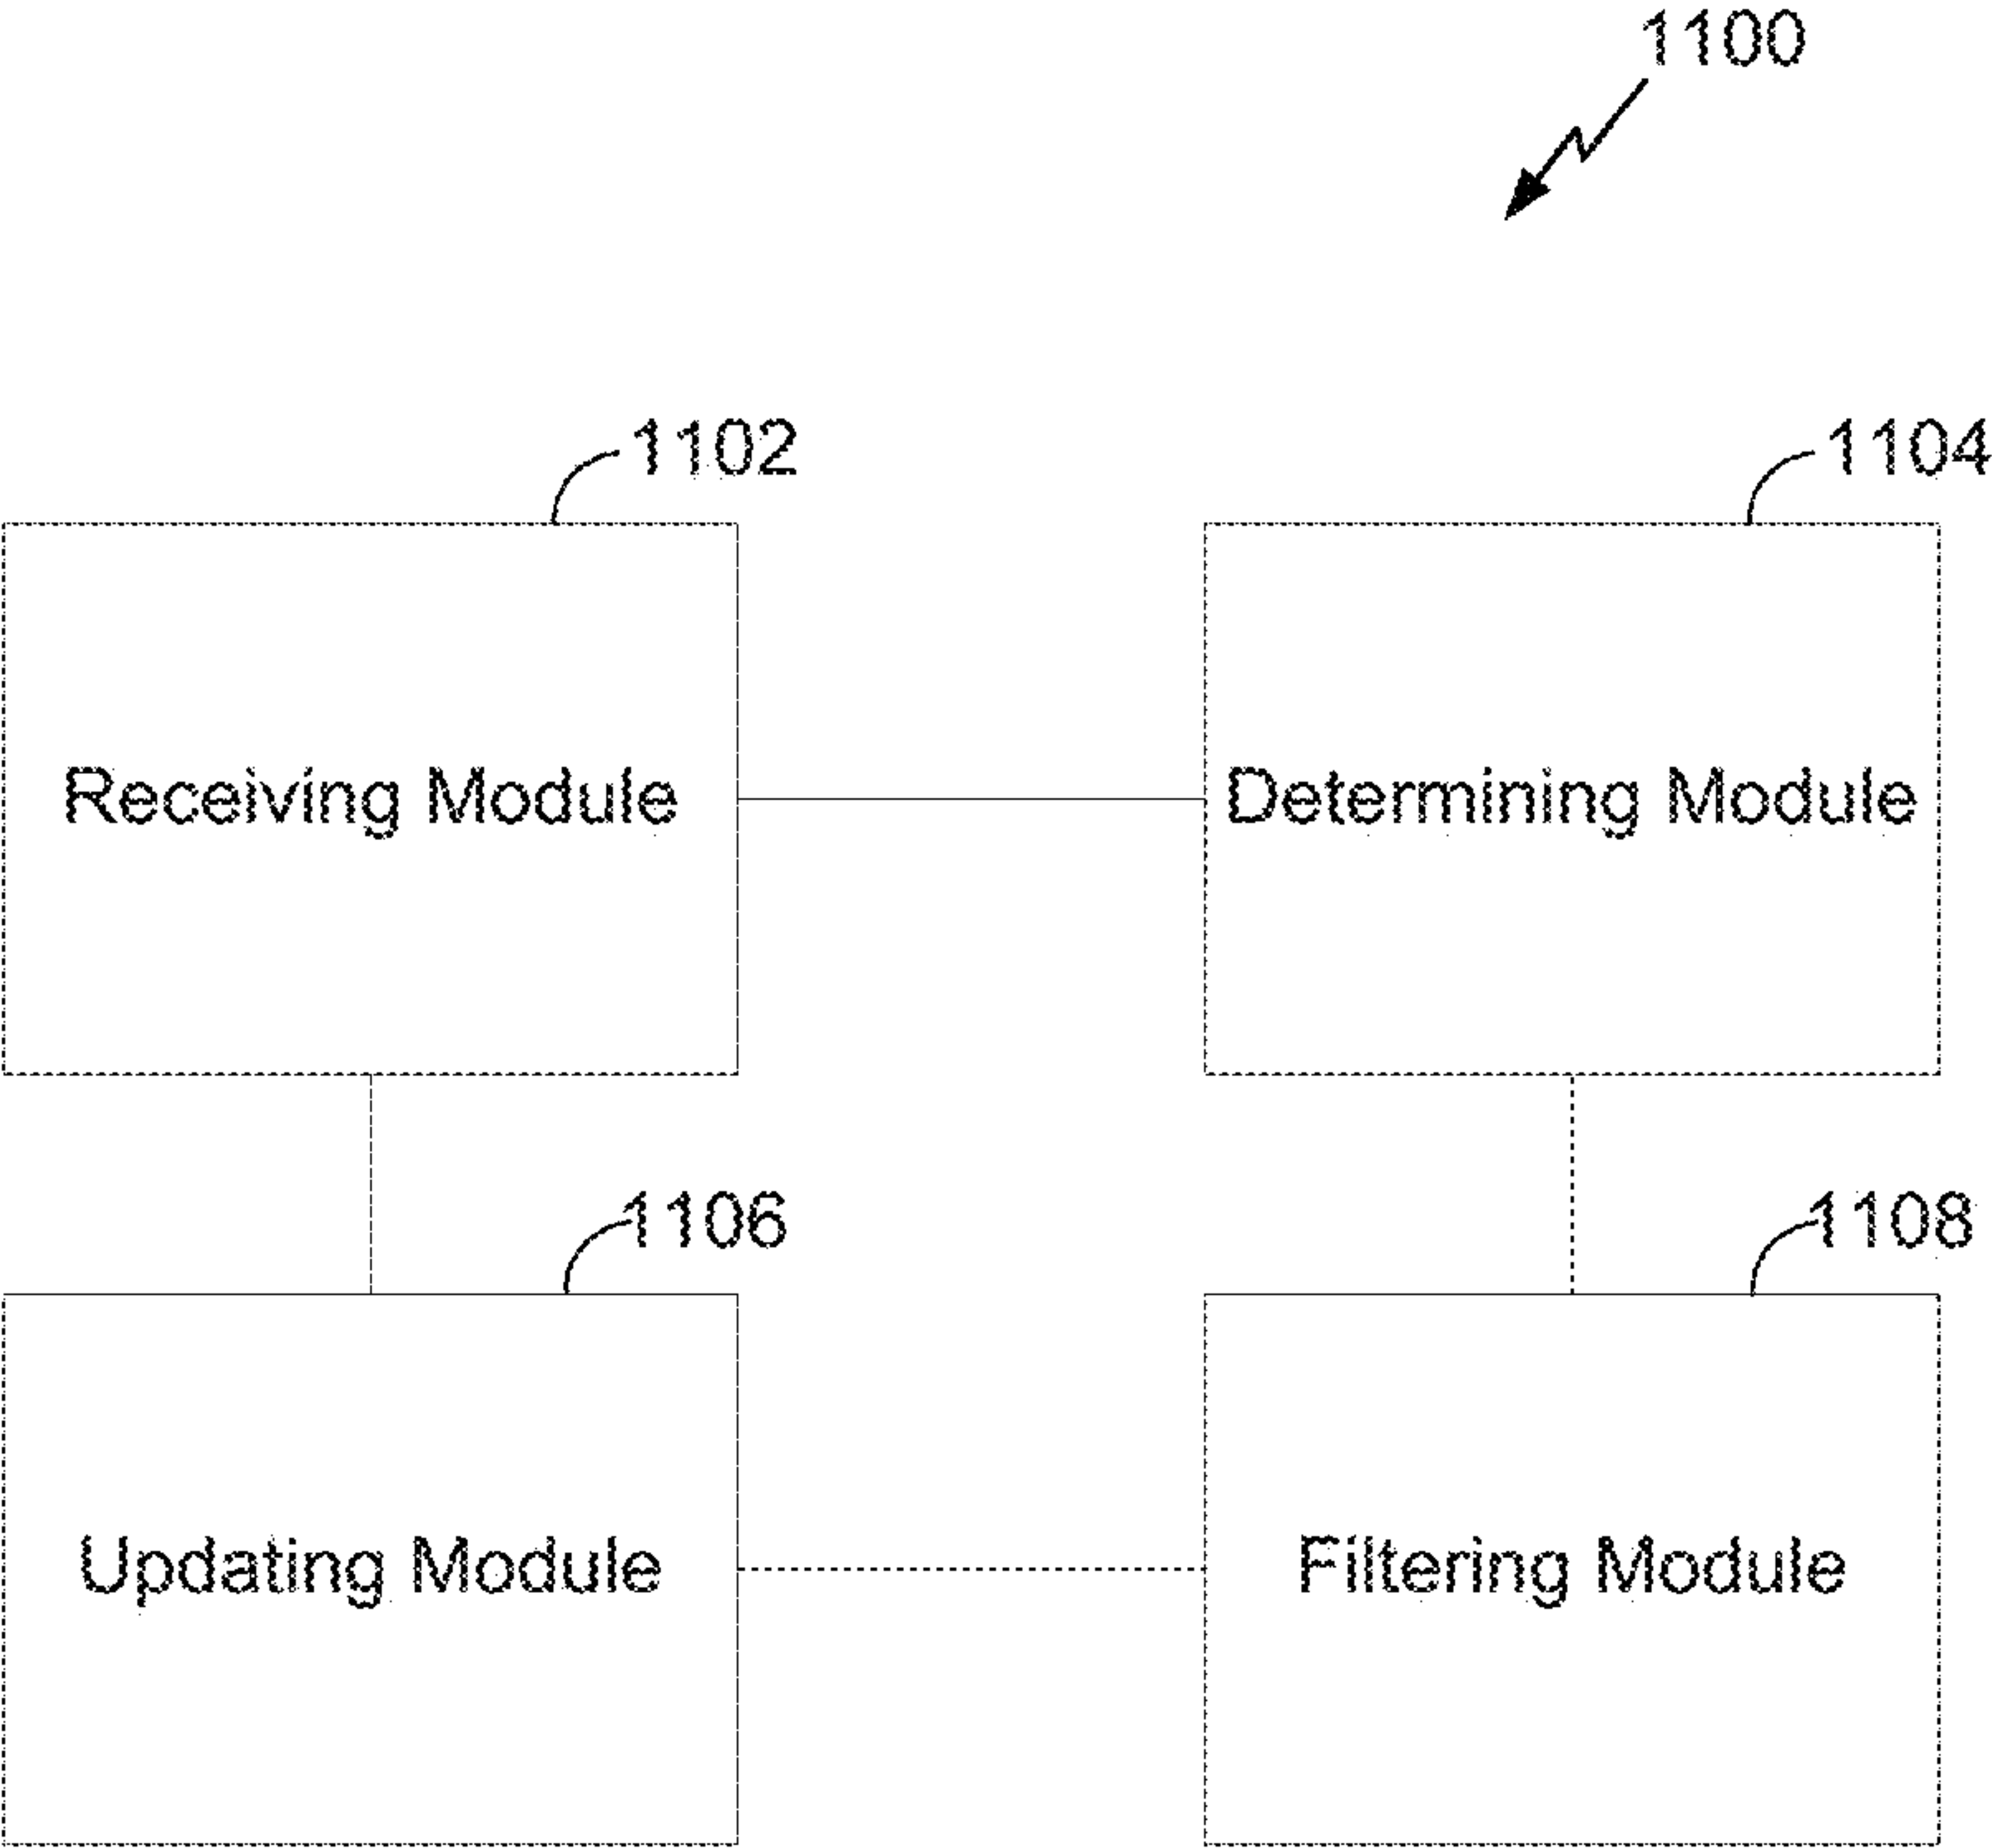 1100
1102
1104
Receiving Module
Determining Module
1106
1108
Updating Module
Filtering Module